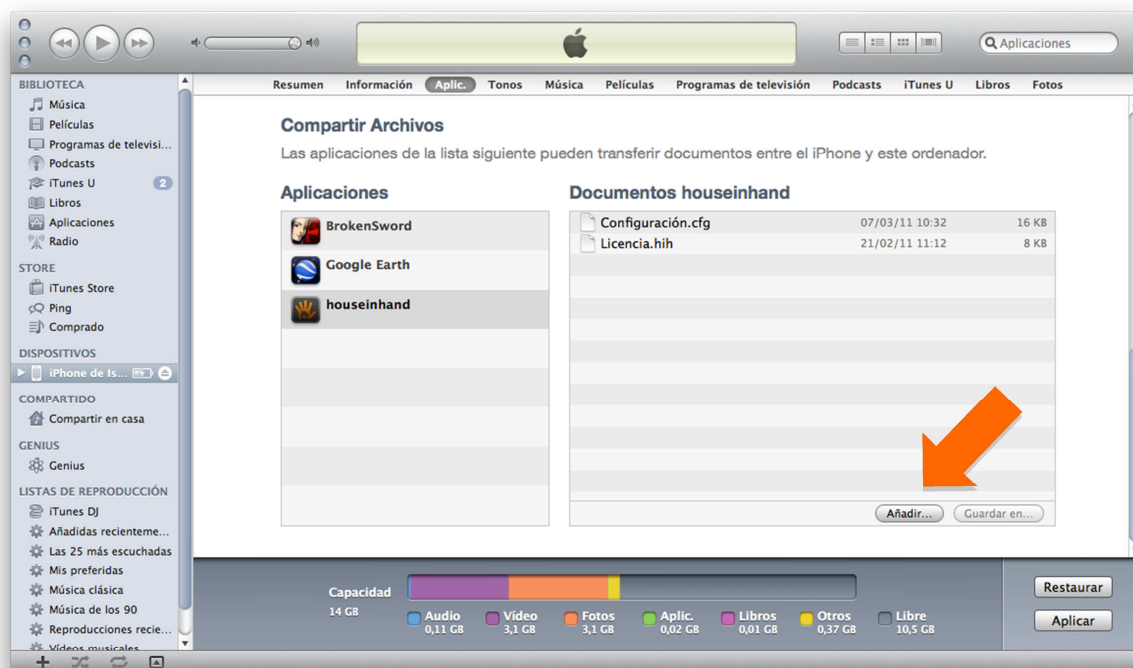 Aplicaciones
BIBLIOTECA
Música
Películas
Programas de televisi...
Podcasts
iTunes U 2
Libros
Aplicaciones
Radio
STORE
iTunes Store
Ping
Comprado
DISPOSITIVOS
iPhone de Is...
COMPARTIDO
Compartir en casa
GENIUS
Genius
LISTAS DE REPRODUCCIÓN
iTunes DJ
Añadidas recienteme...
Las 25 más escuchadas
Mis preferidas
Música clásica
Música de los 90
Reproducciones recie...
Vídeos musicales
Resumen Información Aplic. Tonos Música Películas Programas de televisión Podcasts iTunes U Libros Fotos
Compartir Archivos
Las aplicaciones de la lista siguiente pueden transferir documentos entre el iPhone y este ordenador.
Aplicaciones
BrokenSword
Google Earth
houseinhand
Documentos houseinhand
Configuración.cfg 07/03/11 10:32 16 KB
Licencia.hih 21/02/11 11:12 8 KB
Añadir... Guardar en...
Capacidad
14 GB
Audio
0,11 GB
Vídeo
3,1 GB
Fotos
3,1 GB
Aplic.
0,02 GB
Libros
0,01 GB
Otros
0,37 GB
Libre
10,5 GB
Restaurar
Aplicar